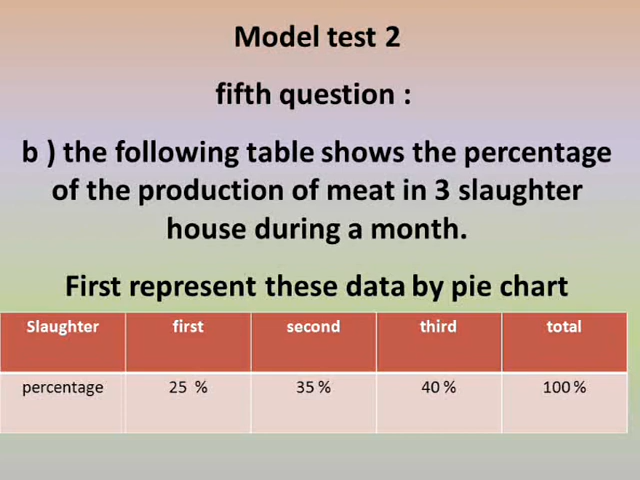 Model test 2
fifth question :
b ) the following table shows the percentage
of the production of meat in 3 slaughter
house during a month.
First represent these data by pie chart
Slaughter first second third total
percentage 25 % 35 % 40 % 100 %